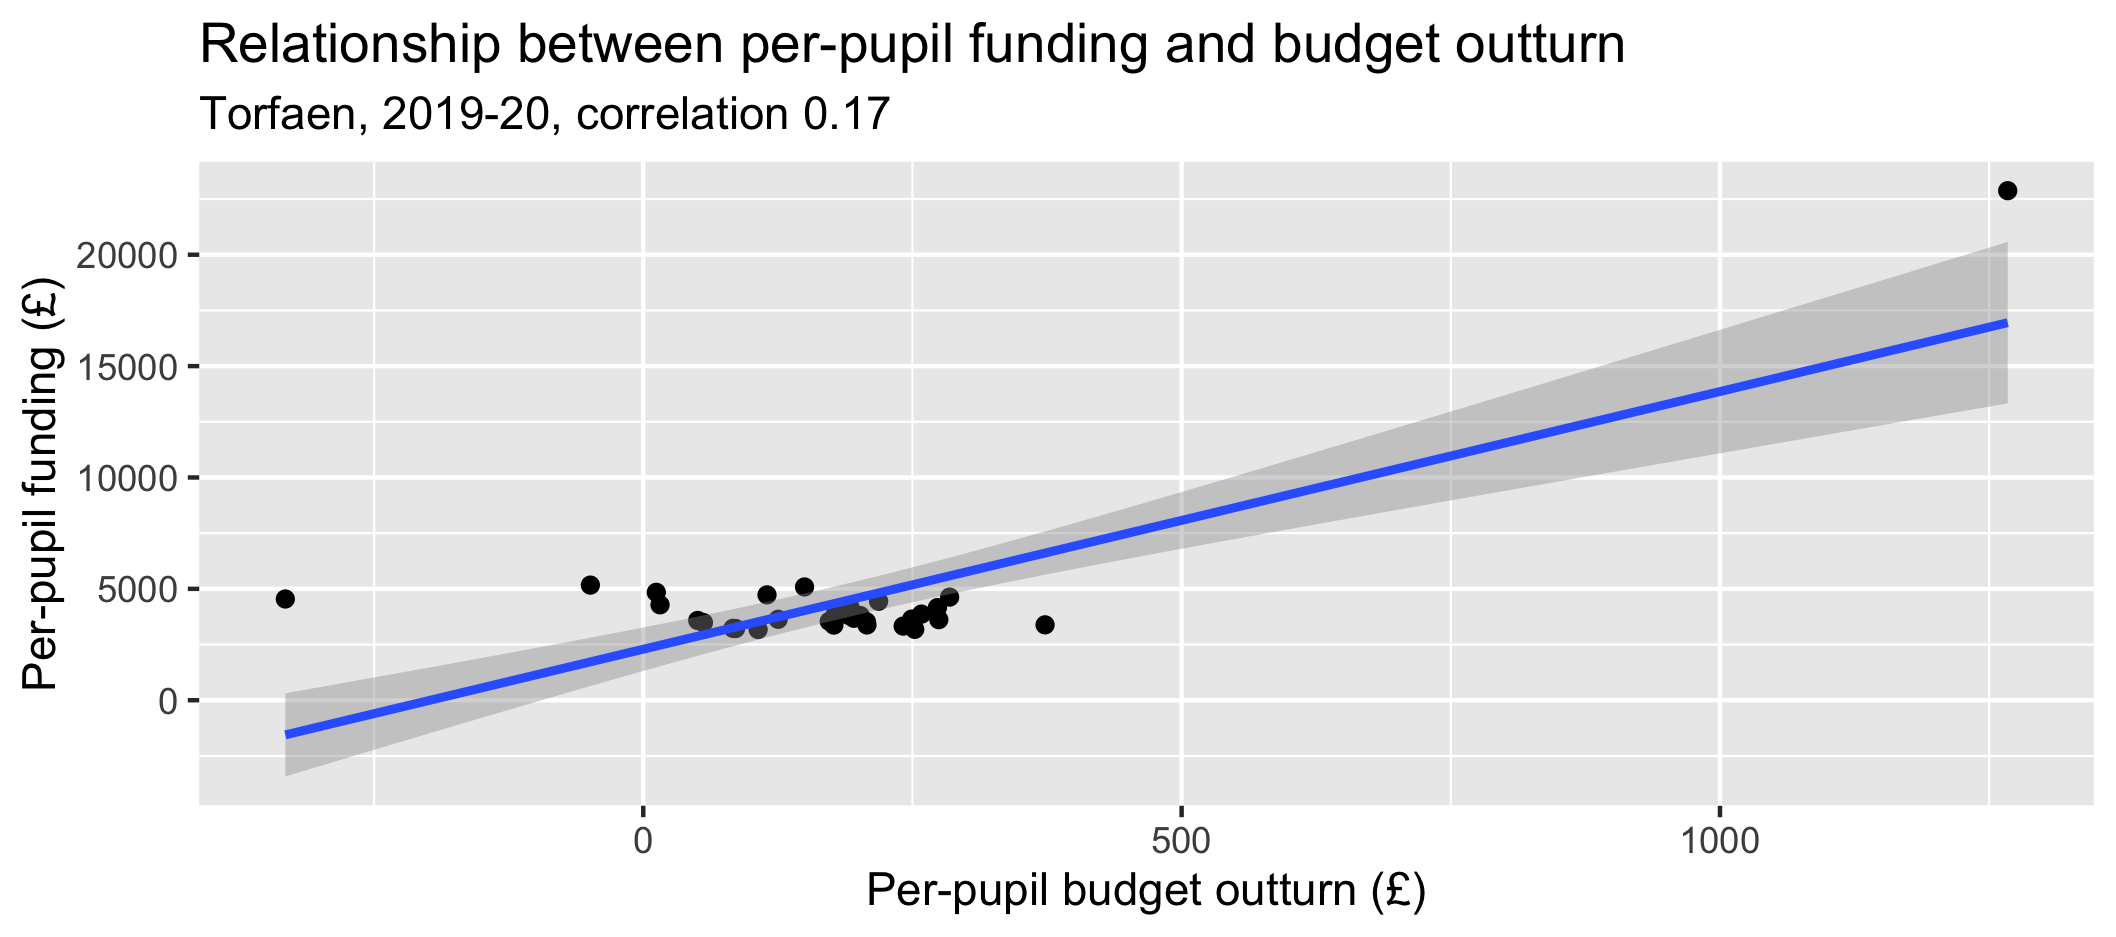 Relationship between per-pupil funding and budget outturn
Torfaen, 2019-20, correlation 0.17
Per-pupil funding (£)
20000
15000
10000
5000
0
0 500 1000
Per-pupil budget outturn (£)